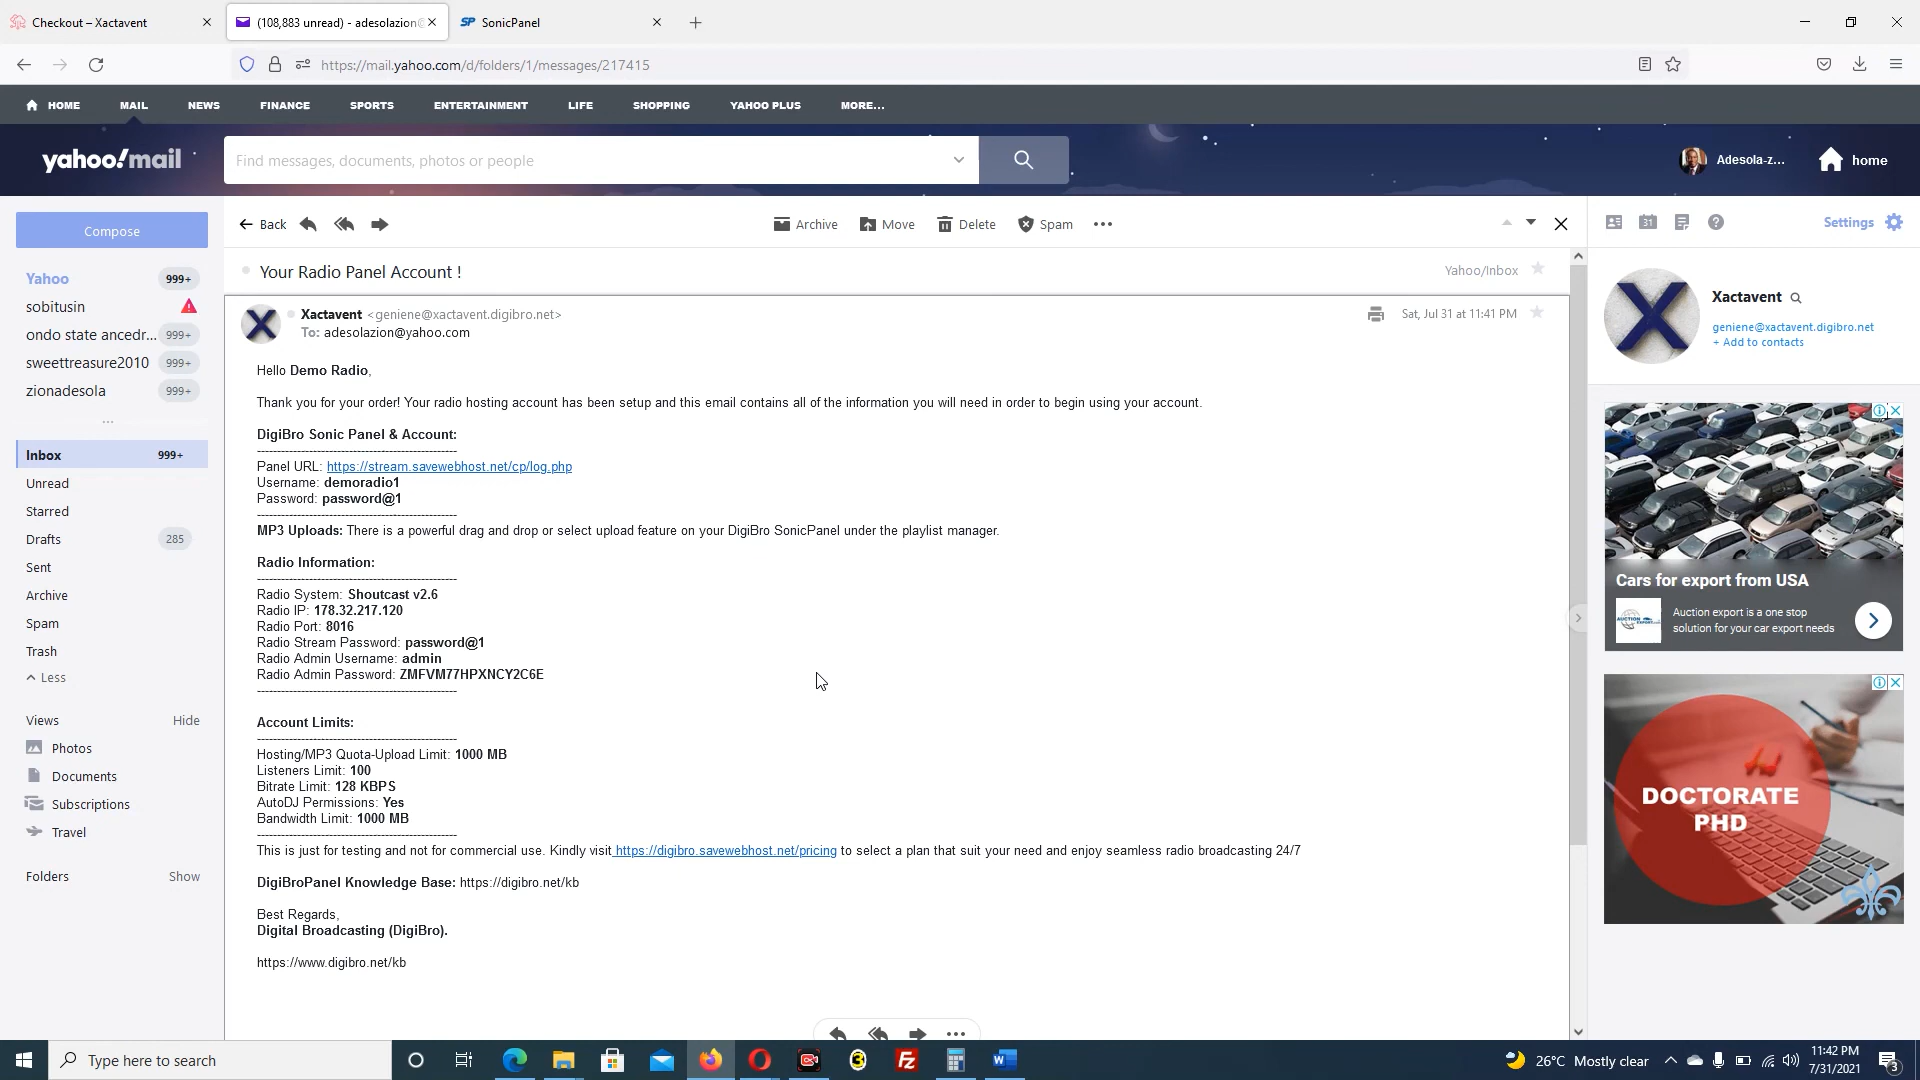 Checkout – Xactavent
(108,883 unread) - adesolazion@
SP SonicPanel
https://mail.yahoo.com/d/folders/1/messages/217415
HOME MAIL NEWS FINANCE SPORTS ENTERTAINMENT LIFE SHOPPING YAHOO PLUS MORE...
yahoo!mail
Find messages, documents, photos or people
Adesola-z...
home
Compose
Back
Archive Move Delete Spam
31
Settings
Yahoo 999+
sobitusin
ondo state ancedr... 999+
sweettreasure2010 999+
zionadesola 999+
...
Inbox 999+
Unread
Starred
Drafts 285
Sent
Archive
Spam
Trash
Less
Views Hide
Photos
Documents
Subscriptions
Travel
Folders Show
Your Radio Panel Account !
Yahoo/Inbox
Xactavent <geniene@xactavent.digibro.net>
To: adesolazion@yahoo.com
Sat, Jul 31 at 11:41 PM
Hello Demo Radio,
Thank you for your order! Your radio hosting account has been setup and this email contains all of the information you will need in order to begin using your account.
DigiBro Sonic Panel & Account:
--------------------------------------------------
Panel URL: https://stream.savewebhost.net/cp/log.php
Username: demoradio1
Password: password@1
--------------------------------------------------
MP3 Uploads: There is a powerful drag and drop or select upload feature on your DigiBro SonicPanel under the playlist manager.
Radio Information:
--------------------------------------------------
Radio System: Shoutcast v2.6
Radio IP: 178.32.217.120
Radio Port: 8016
Radio Stream Password: password@1
Radio Admin Username: admin
Radio Admin Password: ZMFVM77HPXNCY2C6E
--------------------------------------------------
Account Limits:
--------------------------------------------------
Hosting/MP3 Quota-Upload Limit: 1000 MB
Listeners Limit: 100
Bitrate Limit: 128 KBPS
AutoDJ Permissions: Yes
Bandwidth Limit: 1000 MB
--------------------------------------------------
This is just for testing and not for commercial use. Kindly visit https://digibro.savewebhost.net/pricing to select a plan that suit your need and enjoy seamless radio broadcasting 24/7
DigiBroPanel Knowledge Base: https://digibro.net/kb
Best Regards,
Digital Broadcasting (DigiBro).
https://www.digibro.net/kb
X
Xactavent
geniene@xactavent.digibro.net
+ Add to contacts
Cars for export from USA
Auction export is a one stop
solution for your car export needs
DOCTORATE
PHD
Type here to search
26°C Mostly clear
11:42 PM
7/31/2021
3